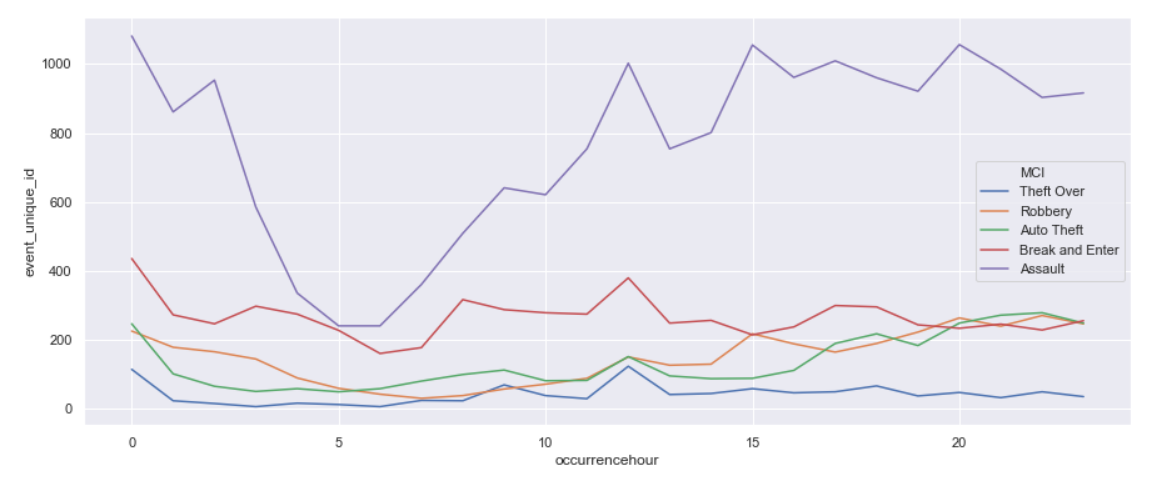 1000
800
600
400
200
0
event_unique_id
0
5
10
15
20
occurrencehour
MCI
Theft Over
Robbery
Auto Theft
Break and Enter
Assault